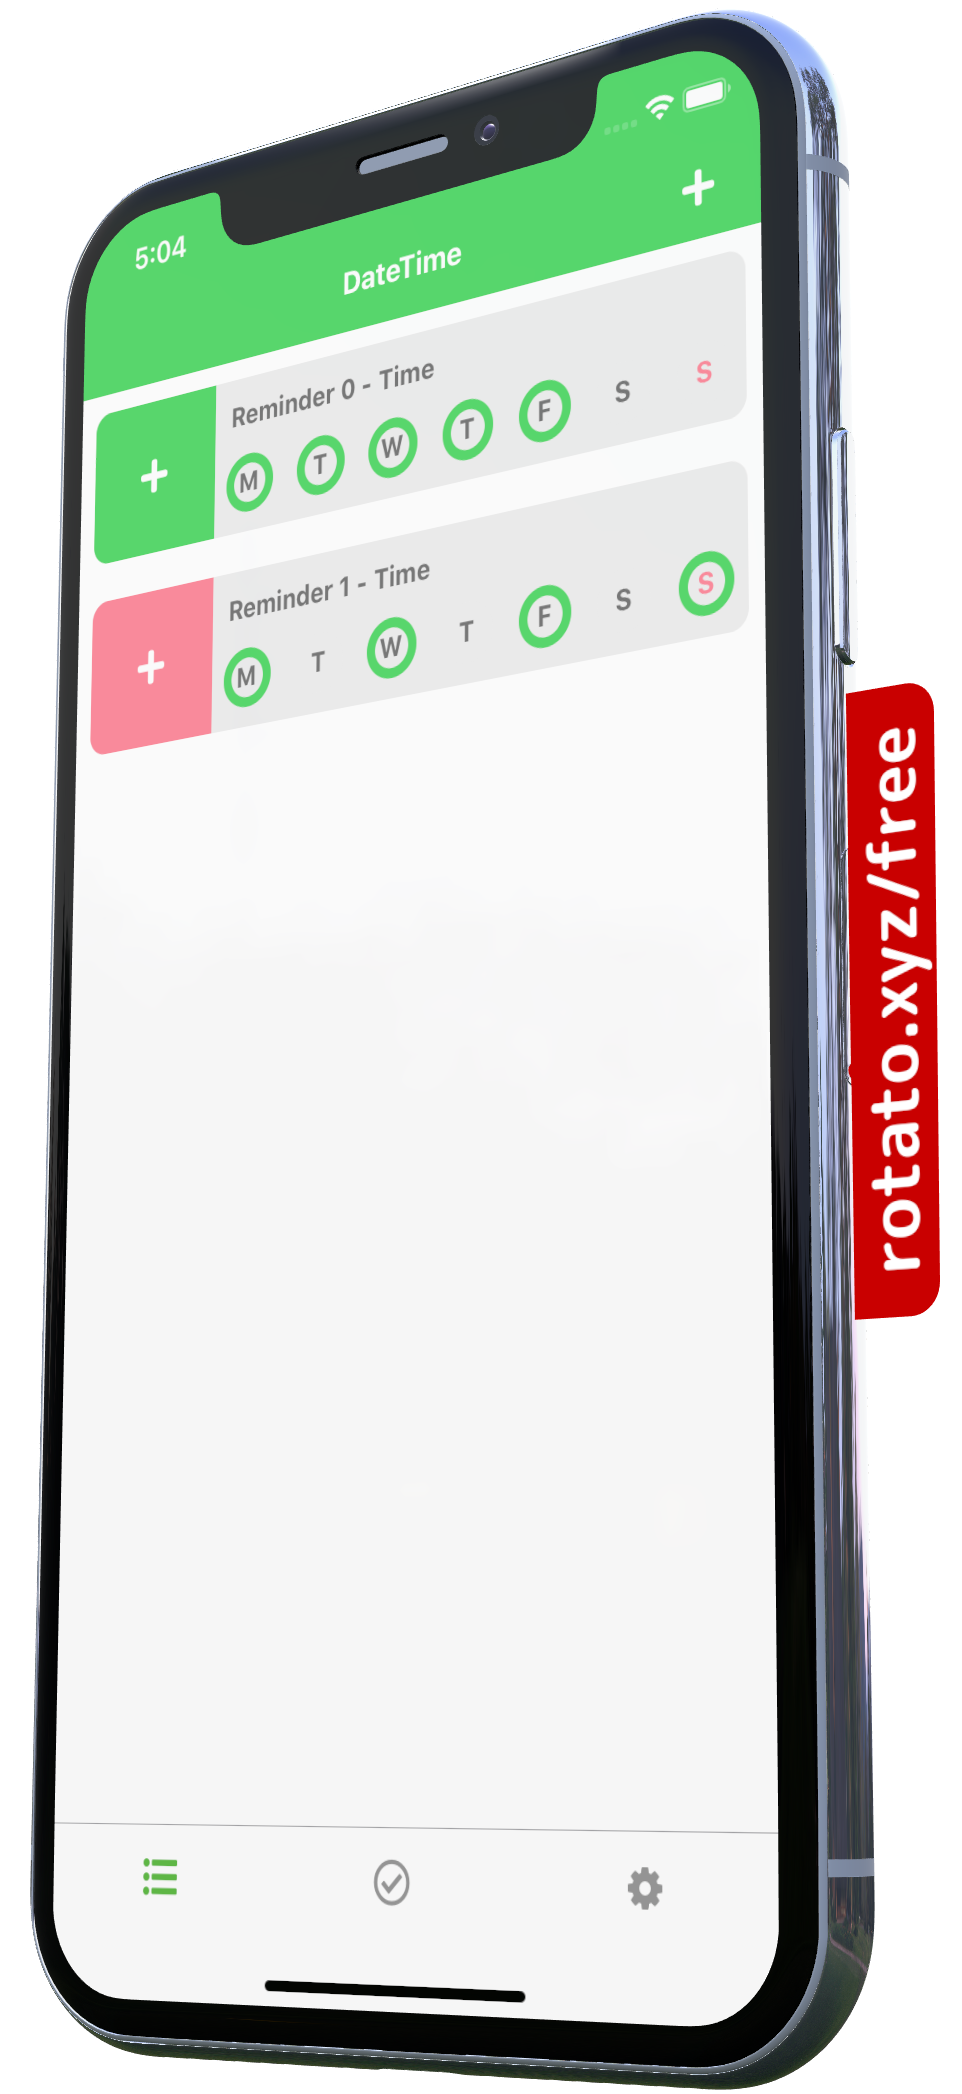 5:04
DateTime
Reminder 0 - Time
M T W T F S S
Reminder 1 - Time
M T W T F S S
rotato.xyz/free